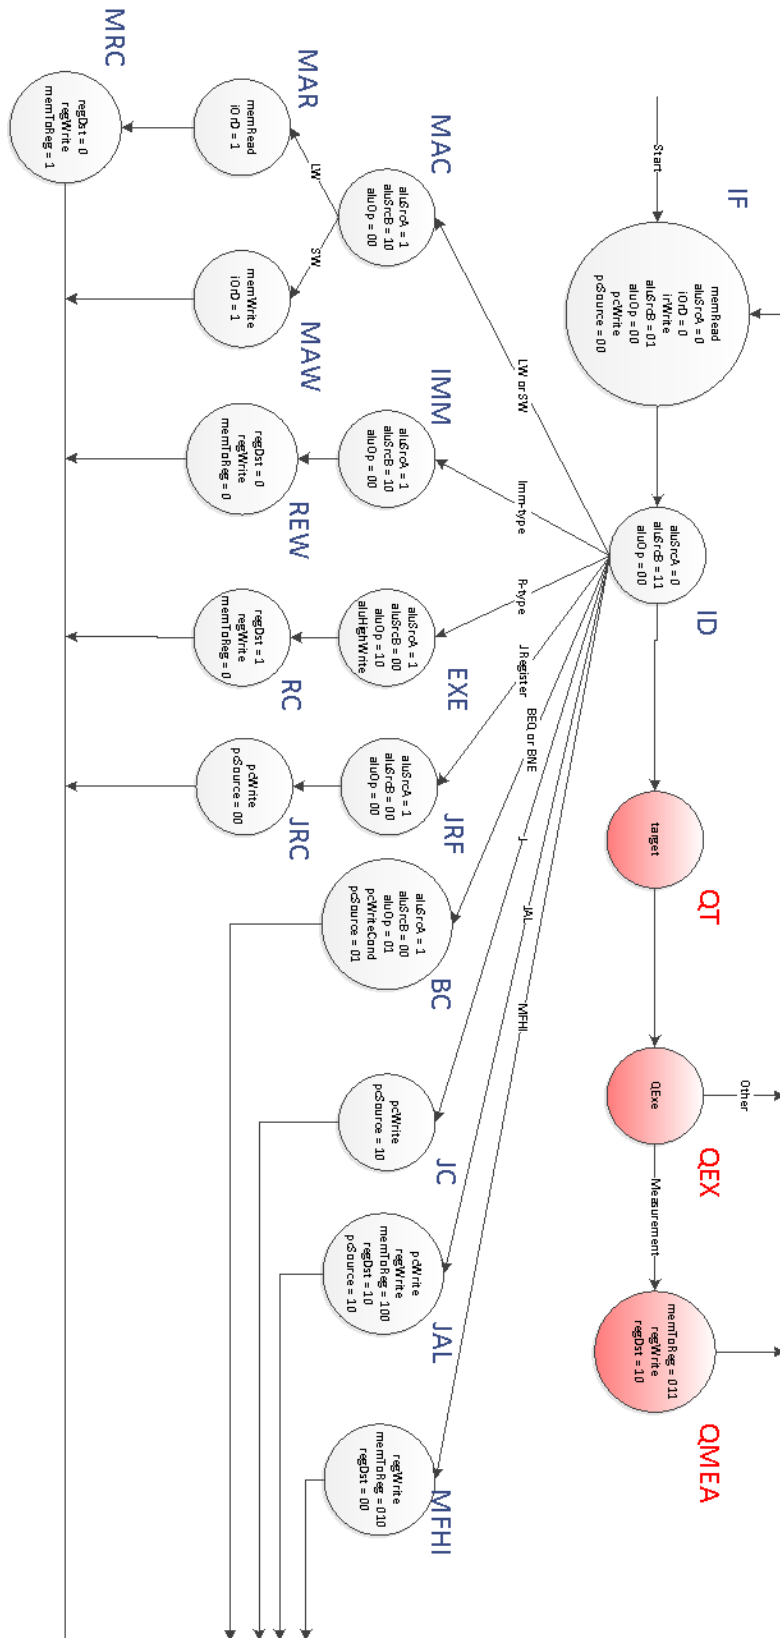 IF
Start
memRead
aluSrcA = 0
iOrD = 0
irWrite
aluSrcB = 01
aluOp = 00
pcWrite
pcSource = 00
ID
aluSrcA = 0
aluSrcB = 11
aluOp = 00
QT
target
QEX
QExe
Other
Measurement
QMEA
memToReg = 011
regWrite
regDst = 10
LW or SW
Imm-type
R-type
J Register
BEQ or BNE
J
JAL
MFHI
MAC
aluSrcA = 1
aluSrcB = 10
aluOp = 00
LW
SW
IMM
aluSrcA = 1
aluSrcB = 10
aluOp = 00
EXE
aluSrcA = 1
aluSrcB = 00
aluOp = 10
aluHighWrite
JRF
aluSrcA = 1
aluSrcB = 00
aluOp = 00
BC
aluSrcA = 1
aluSrcB = 00
aluOp = 01
pcWriteCond
pcSource = 01
JC
pcWrite
pcSource = 10
JAL
pcWrite
regWrite
memToReg = 100
regDst = 10
pcSource = 10
MFHI
regWrite
memToReg = 010
regDst = 00
MAR
memRead
iOrD = 1
MAW
memWrite
iOrD = 1
REW
regDst = 0
regWrite
memToReg = 0
RC
regDst = 1
regWrite
memToReg = 0
JRC
pcWrite
pcSource = 00
MRC
regDst = 0
regWrite
memToReg = 1